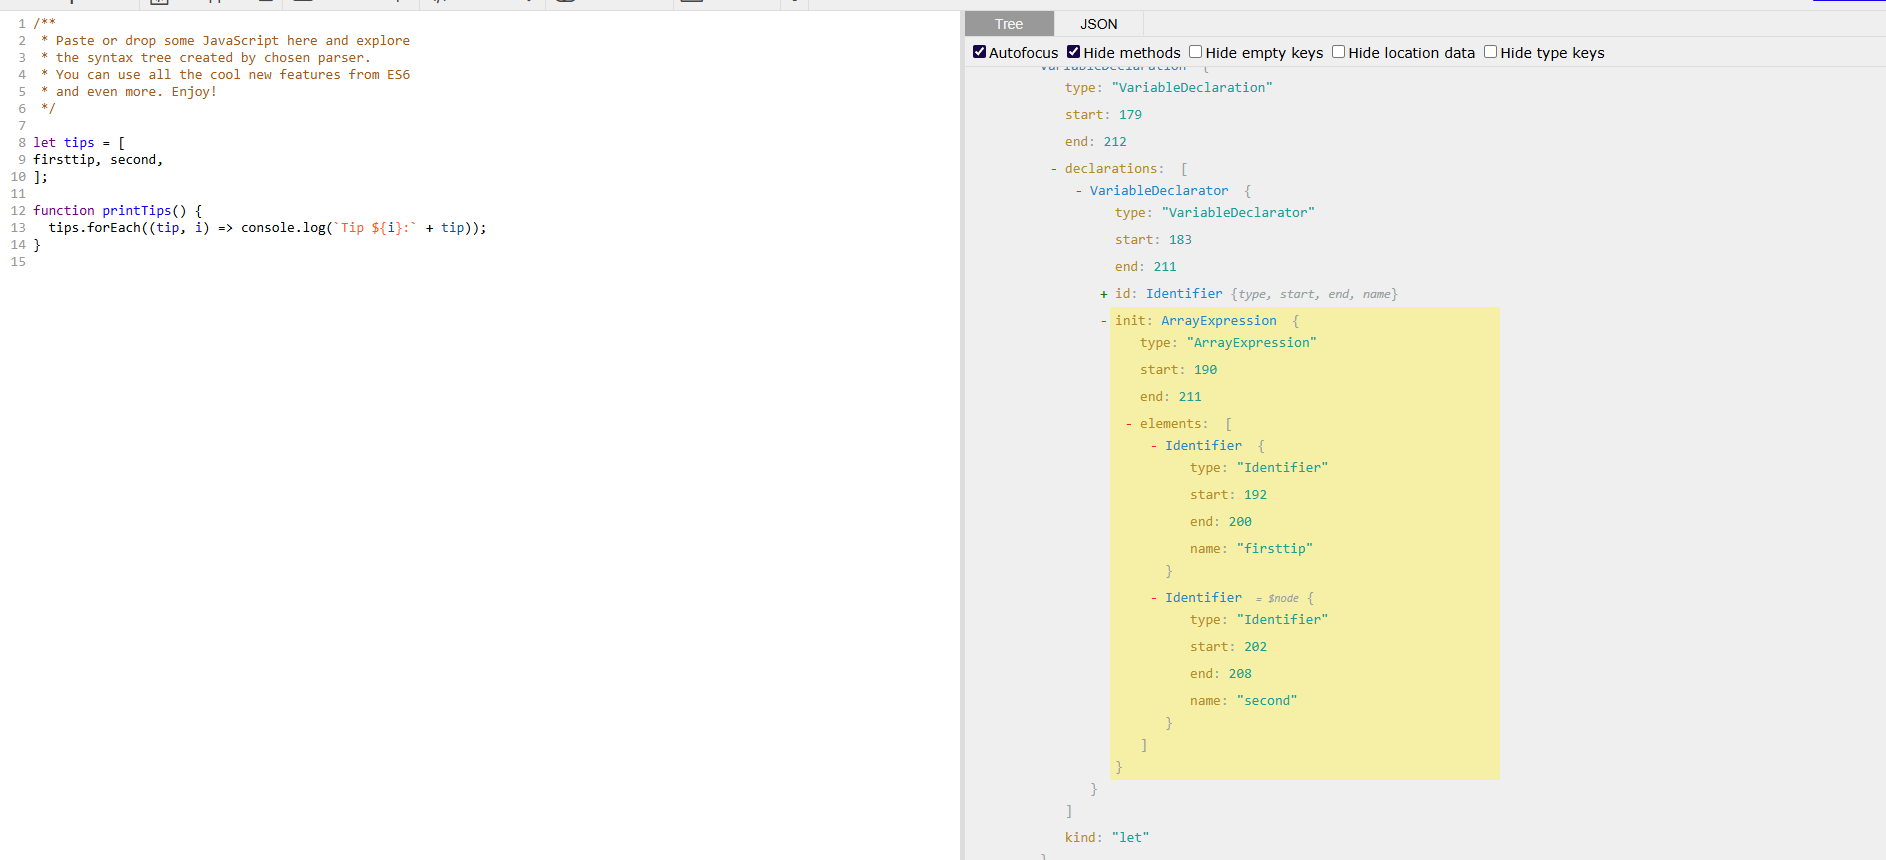 1 /**
2  * Paste or drop some JavaScript here and explore
3  * the syntax tree created by chosen parser.
4  * You can use all the cool new features from ES6
5  * and even more. Enjoy!
6  */
7
8 let tips = [
9 firsttip, second,
10 ];
11
12 function printTips() {
13   tips.forEach((tip, i) => console.log(`Tip ${i}:` + tip));
14 }
15
Tree JSON
Autofocus Hide methods Hide empty keys Hide location data Hide type keys
VariableDeclaration {
type: "VariableDeclaration"
start: 179
end: 212
- declarations: [
- VariableDeclarator {
type: "VariableDeclarator"
start: 183
end: 211
+ id: Identifier {type, start, end, name}
- init: ArrayExpression {
type: "ArrayExpression"
start: 190
end: 211
- elements: [
- Identifier {
type: "Identifier"
start: 192
end: 200
name: "firsttip"
}
- Identifier = $node {
type: "Identifier"
start: 202
end: 208
name: "second"
}
]
}
}
]
kind: "let"
}